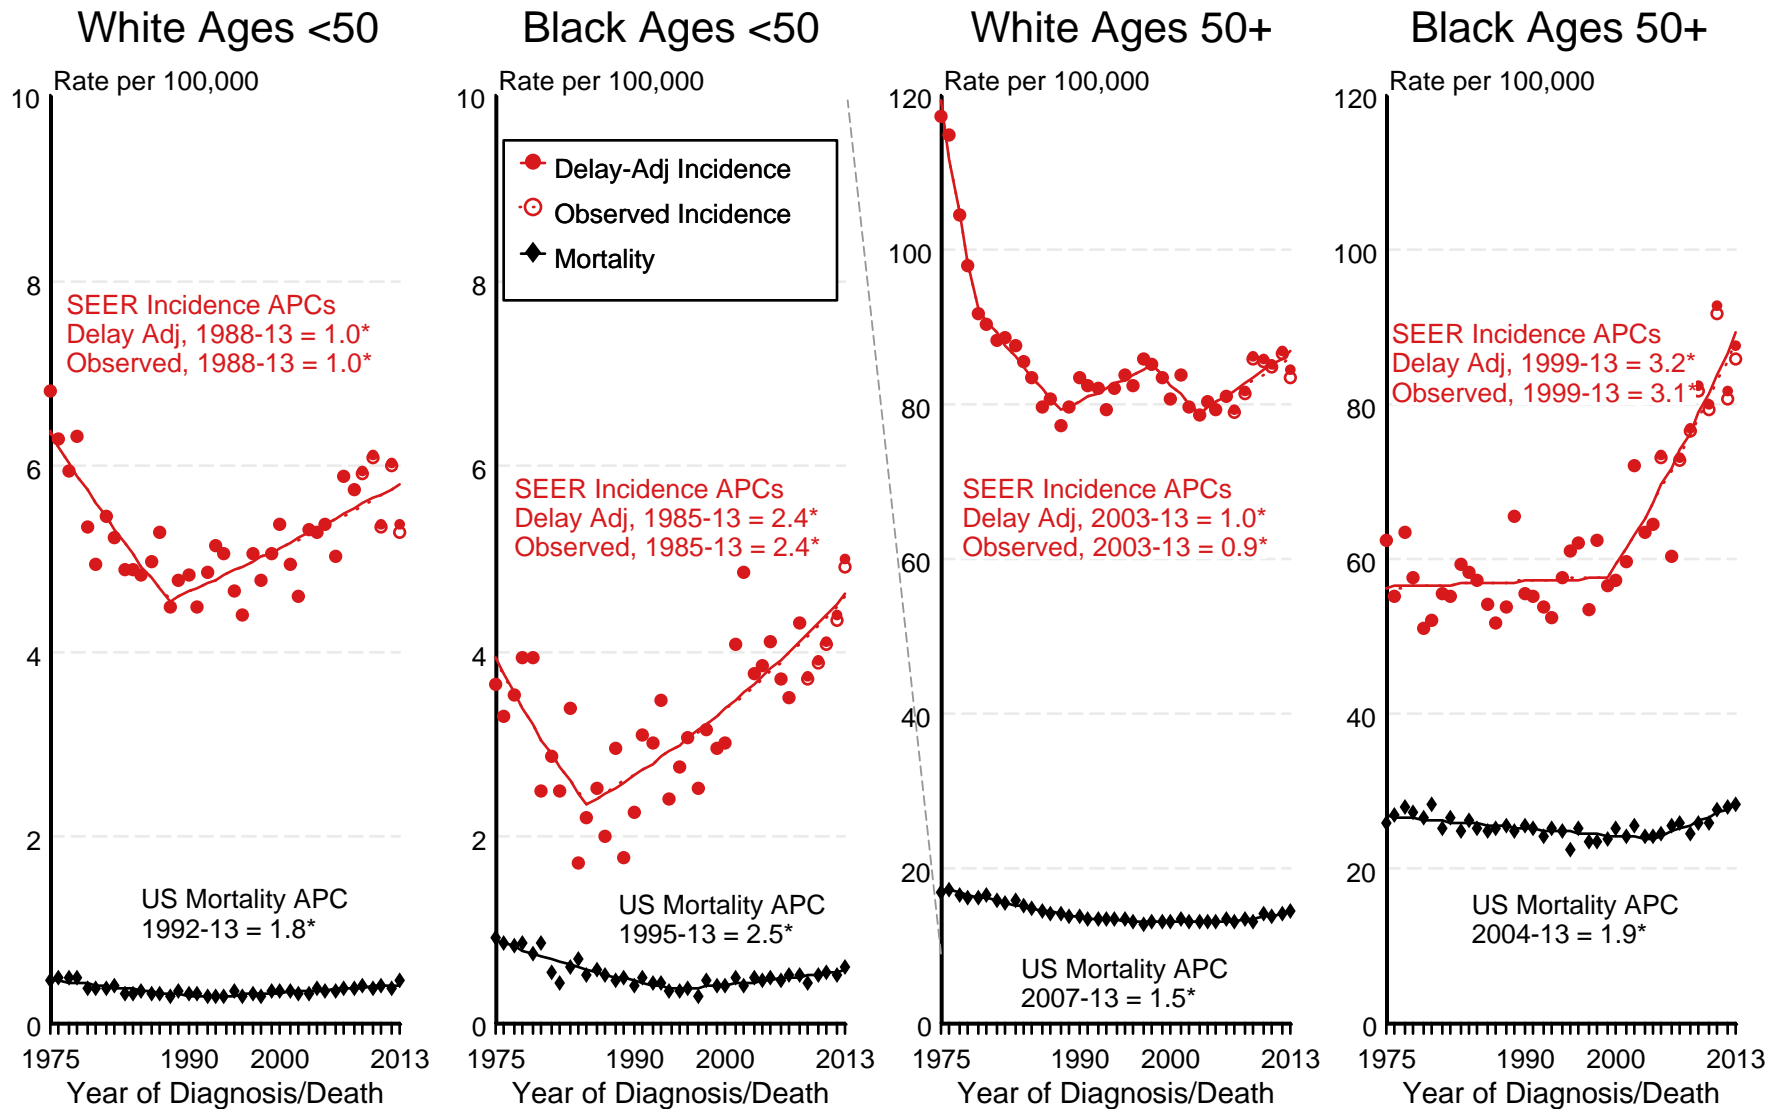 White Ages <50
Rate per 100,000
10
8
6
4
2
0
SEER Incidence APCs
Delay Adj, 1988-13 = 1.0*
Observed, 1988-13 = 1.0*
US Mortality APC
1992-13 = 1.8*
1975 1990 2000 2013
Year of Diagnosis/Death
Black Ages <50
Rate per 100,000
10
8
6
4
2
0
Delay-Adj Incidence
Observed Incidence
Mortality
SEER Incidence APCs
Delay Adj, 1985-13 = 2.4*
Observed, 1985-13 = 2.4*
US Mortality APC
1995-13 = 2.5*
1975 1990 2000 2013
Year of Diagnosis/Death
White Ages 50+
Rate per 100,000
120
100
80
60
40
20
0
SEER Incidence APCs
Delay Adj, 2003-13 = 1.0*
Observed, 2003-13 = 0.9*
US Mortality APC
2007-13 = 1.5*
1975 1990 2000 2013
Year of Diagnosis/Death
Black Ages 50+
Rate per 100,000
120
100
80
60
40
20
0
SEER Incidence APCs
Delay Adj, 1999-13 = 3.2*
Observed, 1999-13 = 3.1*
US Mortality APC
2004-13 = 1.9*
1975 1990 2000 2013
Year of Diagnosis/Death